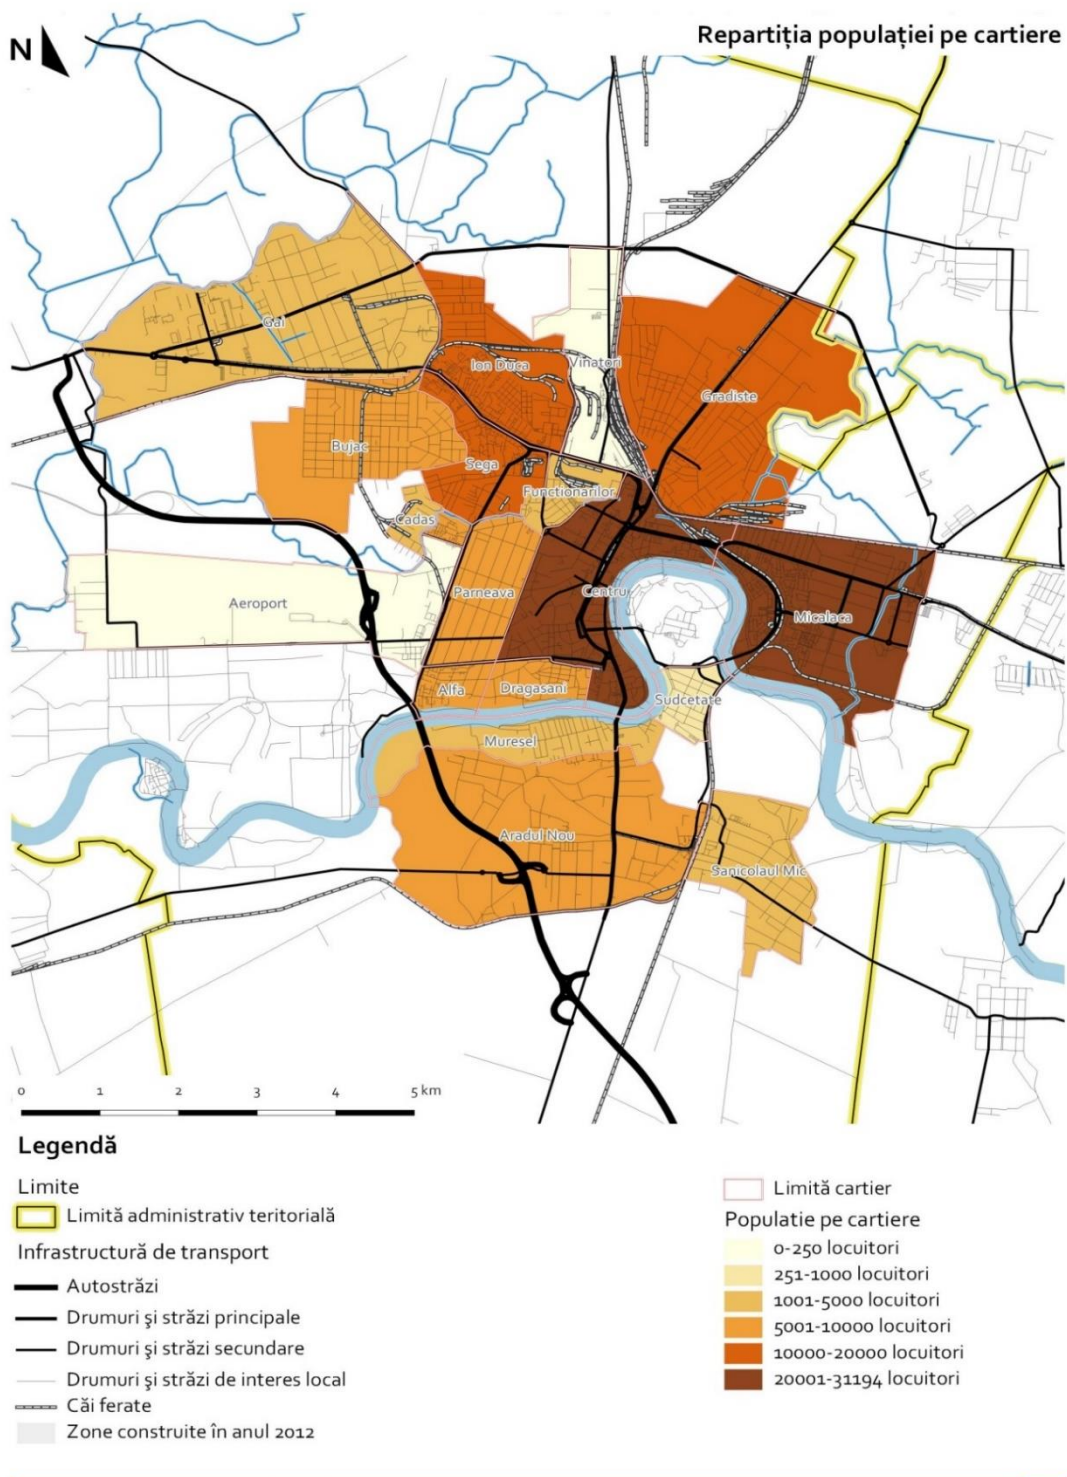 Repartiția populației pe cartiere
N
Gai
Ion Duca
Vinatori
Gradiste
Bujac
Sega
Functionarilor
Cadas
Aeroport
Parneava
Centru
Micalaca
Alfa
Dragasani
Sudcetate
Muresel
Aradul Nou
Sanicolaul Mic
0 1 2 3 4 5 km
Legendă
Limite
Limită administrativ teritorială
Infrastructură de transport
Autostrăzi
Drumuri şi străzi principale
Drumuri şi străzi secundare
Drumuri şi străzi de interes local
Căi ferate
Zone construite în anul 2012
Limită cartier
Populatie pe cartiere
0-250 locuitori
251-1000 locuitori
1001-5000 locuitori
5001-10000 locuitori
10000-20000 locuitori
20001-31194 locuitori